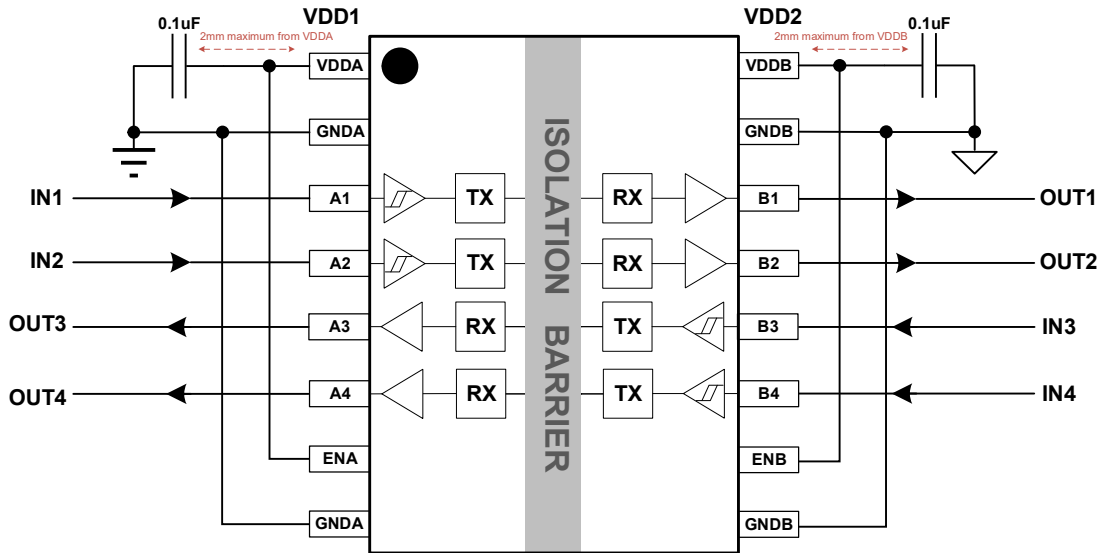 VDD1
VDD2
0.1uF
0.1uF
2mm maximum from VDDA
2mm maximum from VDDB
VDDA
VDDB
GNDA
GNDB
ISOLATION BARRIER
IN1
A1
TX
RX
B1
OUT1
IN2
A2
TX
RX
B2
OUT2
OUT3
A3
RX
TX
B3
IN3
OUT4
A4
RX
TX
B4
IN4
ENA
ENB
GNDA
GNDB